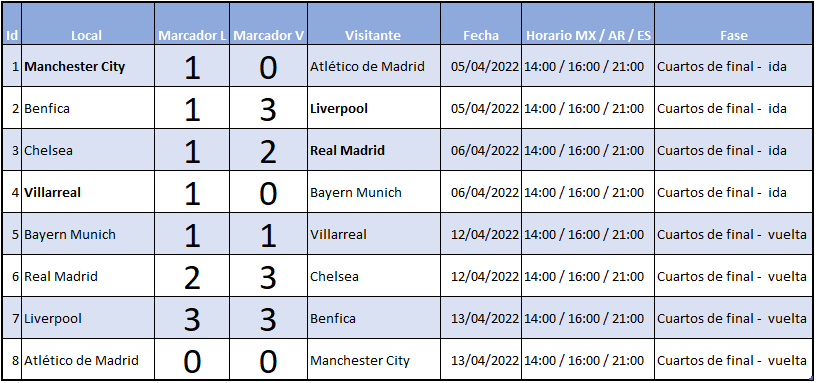 Id Local Marcador L Marcador V Visitante Fecha Horario MX / AR / ES Fase
1 Manchester City 1 0 Atlético de Madrid 05/04/2022 14:00 / 16:00 / 21:00 Cuartos de final - ida
2 Benfica 1 3 Liverpool 05/04/2022 14:00 / 16:00 / 21:00 Cuartos de final - ida
3 Chelsea 1 2 Real Madrid 06/04/2022 14:00 / 16:00 / 21:00 Cuartos de final - ida
4 Villarreal 1 0 Bayern Munich 06/04/2022 14:00 / 16:00 / 21:00 Cuartos de final - ida
5 Bayern Munich 1 1 Villarreal 12/04/2022 14:00 / 16:00 / 21:00 Cuartos de final - vuelta
6 Real Madrid 2 3 Chelsea 12/04/2022 14:00 / 16:00 / 21:00 Cuartos de final - vuelta
7 Liverpool 3 3 Benfica 13/04/2022 14:00 / 16:00 / 21:00 Cuartos de final - vuelta
8 Atlético de Madrid 0 0 Manchester City 13/04/2022 14:00 / 16:00 / 21:00 Cuartos de final - vuelta